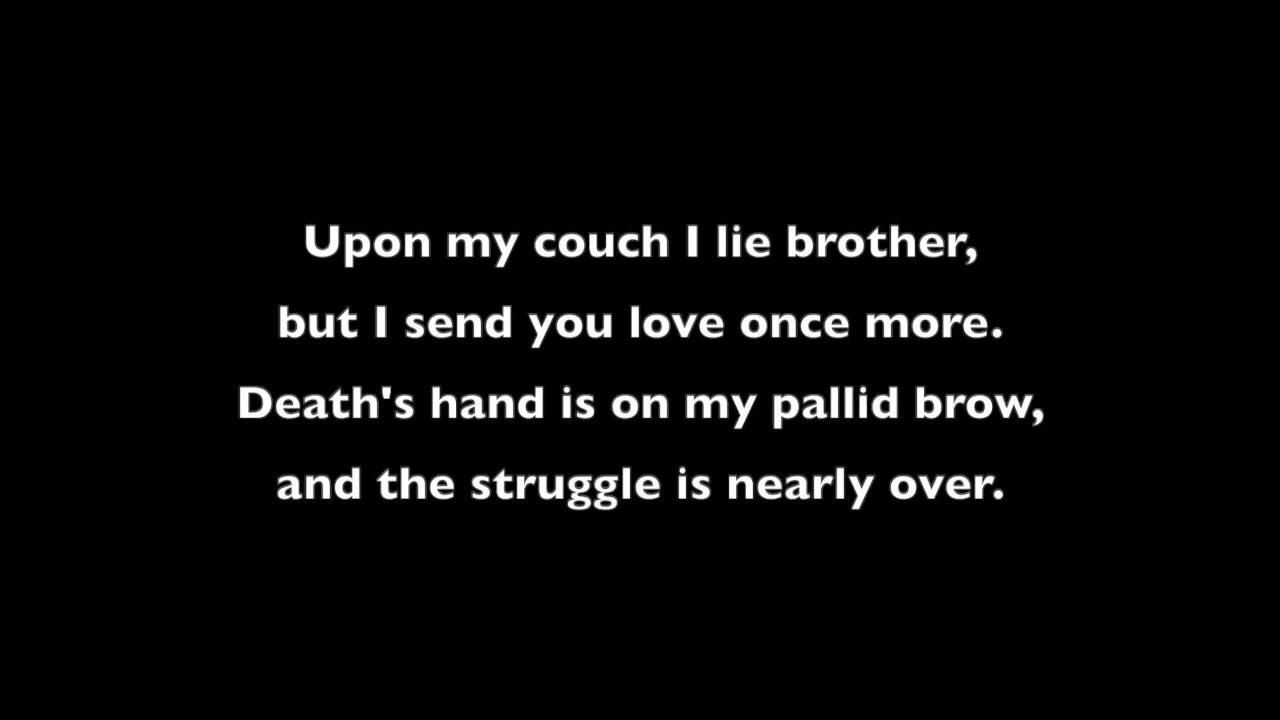 Upon my couch I lie brother,
but I send you love once more.
Death's hand is on my pallid brow,
and the struggle is nearly over.